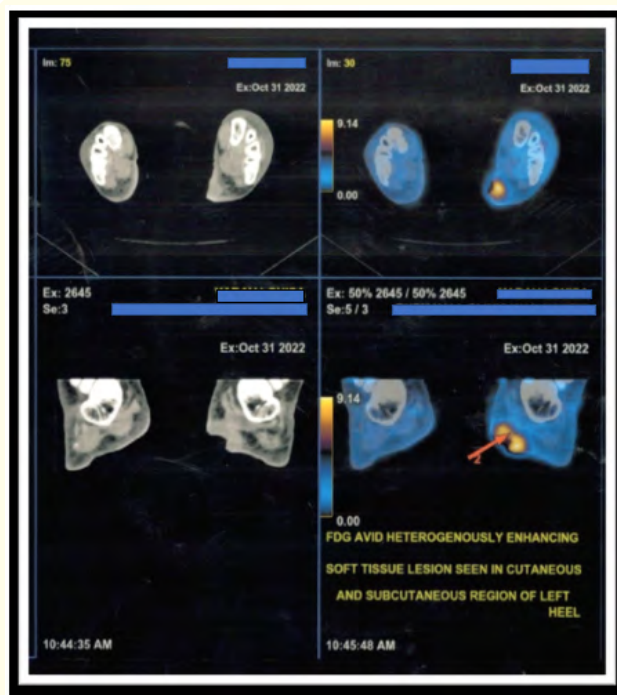 Im: 75
Ex:Oct 31 2022
Im: 30
Ex:Oct 31 2022
9.14
0.00
Ex: 2645
Se:3
Ex:Oct 31 2022
Ex: 50% 2645 / 50% 2645
Se:5 / 3
Ex:Oct 31 2022
9.14
2
0.00
FDG AVID HETEROGENOUSLY ENHANCING
SOFT TISSUE LESION SEEN IN CUTANEOUS
AND SUBCUTANEOUS REGION OF LEFT
HEEL
10:44:35 AM
10:45:48 AM